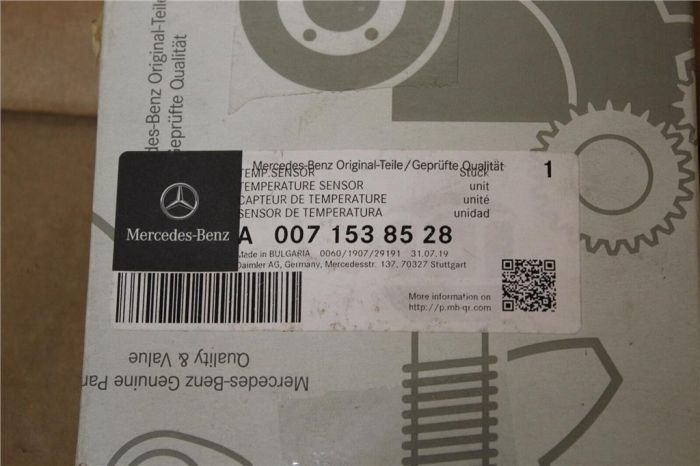 des-Benz Original-Teile
Geprüfte Qualität
Mercedes-Benz Original-Teile/Geprüfte Qualität
TEMP.SENSOR Stück 1
TEMPERATURE SENSOR unit
CAPTEUR DE TEMPERATURE unité
SENSOR DE TEMPERATURA unidad
Mercedes-Benz
A 007 153 85 28
Made in BULGARIA 0060/1907/29191 31.07.19
Daimler AG, Germany, Mercedesstr. 137, 70327 Stuttgart
More information on
http://p.mb-qr.com
Mercedes-Benz Genuine Par
Quality & Value